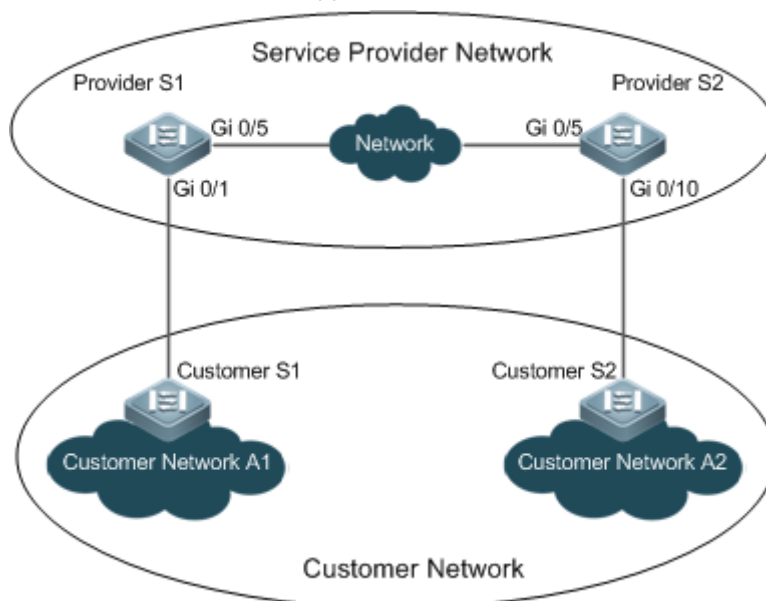 Service Provider Network
Provider S1
Provider S2
Gi 0/5
Network
Gi 0/5
Gi 0/1
Gi 0/10
Customer S1
Customer S2
Customer Network A1
Customer Network A2
Customer Network